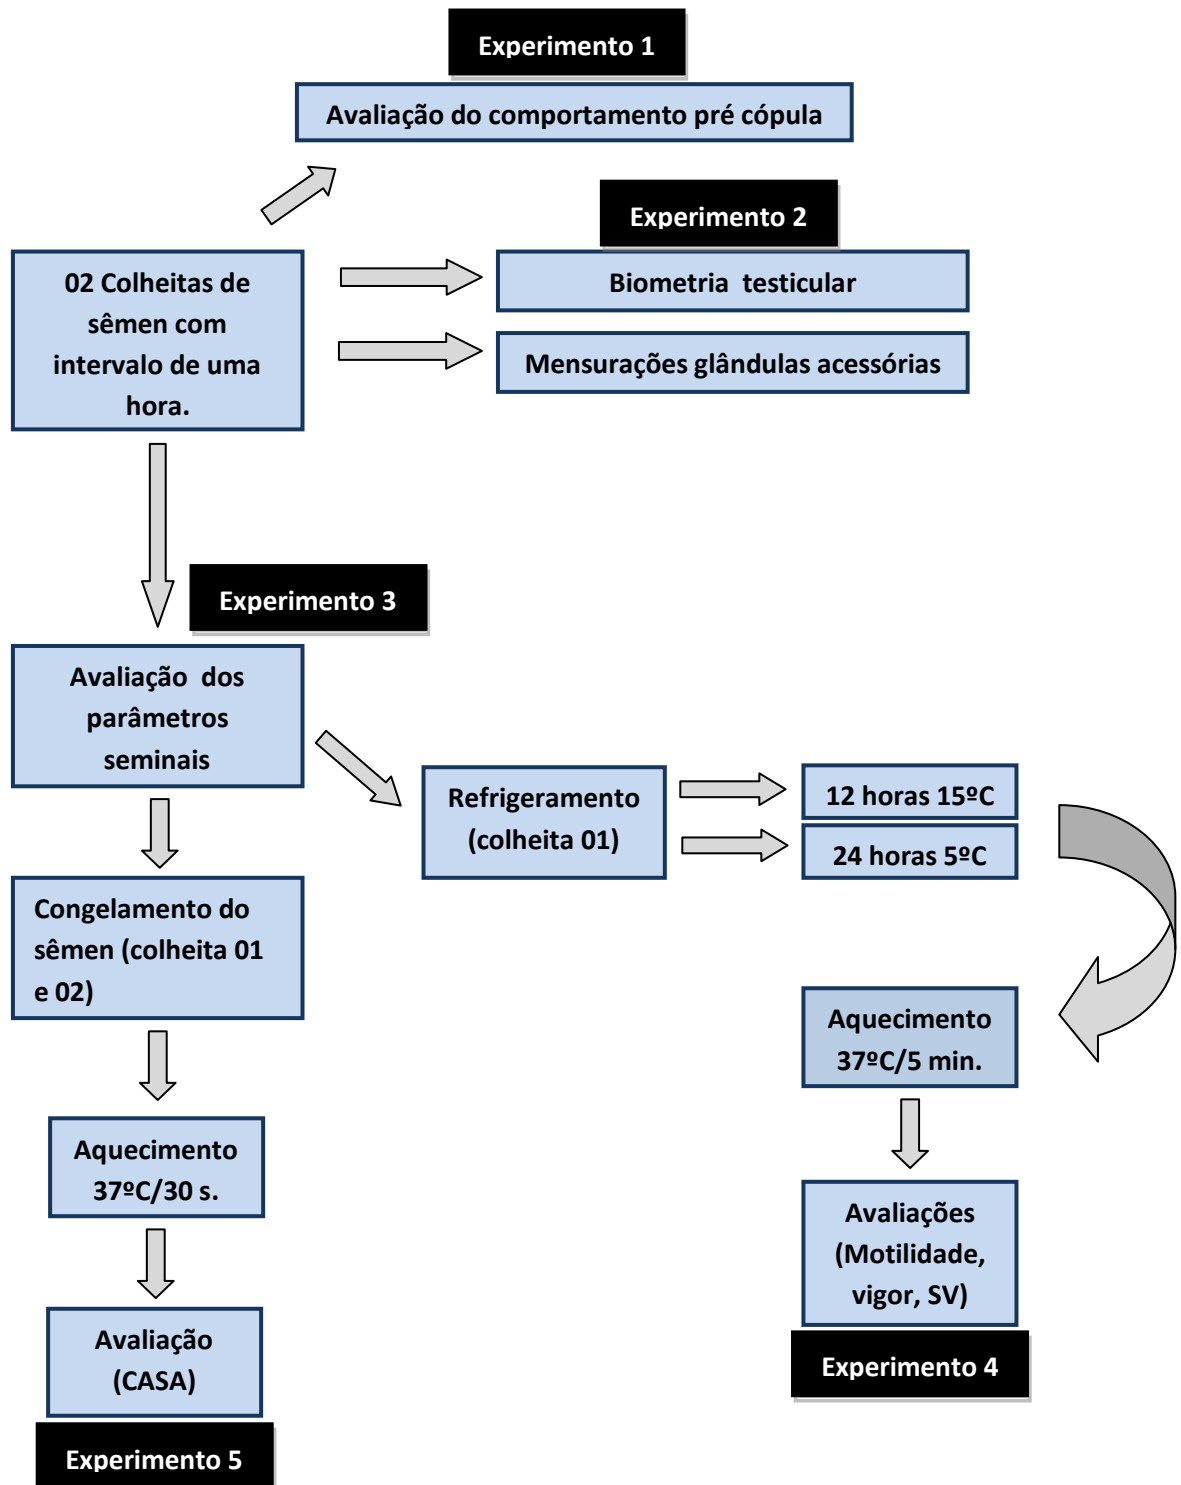 Experimento 1
Avaliação do comportamento pré cópula
Experimento 2
02 Colheitas de
sêmen com
intervalo de uma
hora.
Biometria testicular
Mensurações glândulas acessórias
Experimento 3
Avaliação dos
parâmetros
seminais
Refrigeramento
(colheita 01)
12 horas 15ºC
24 horas 5ºC
Congelamento do
sêmen (colheita 01
e 02)
Aquecimento
37ºC/5 min.
Aquecimento
37ºC/30 s.
Avaliações
(Motilidade,
vigor, SV)
Experimento 4
Avaliação
(CASA)
Experimento 5